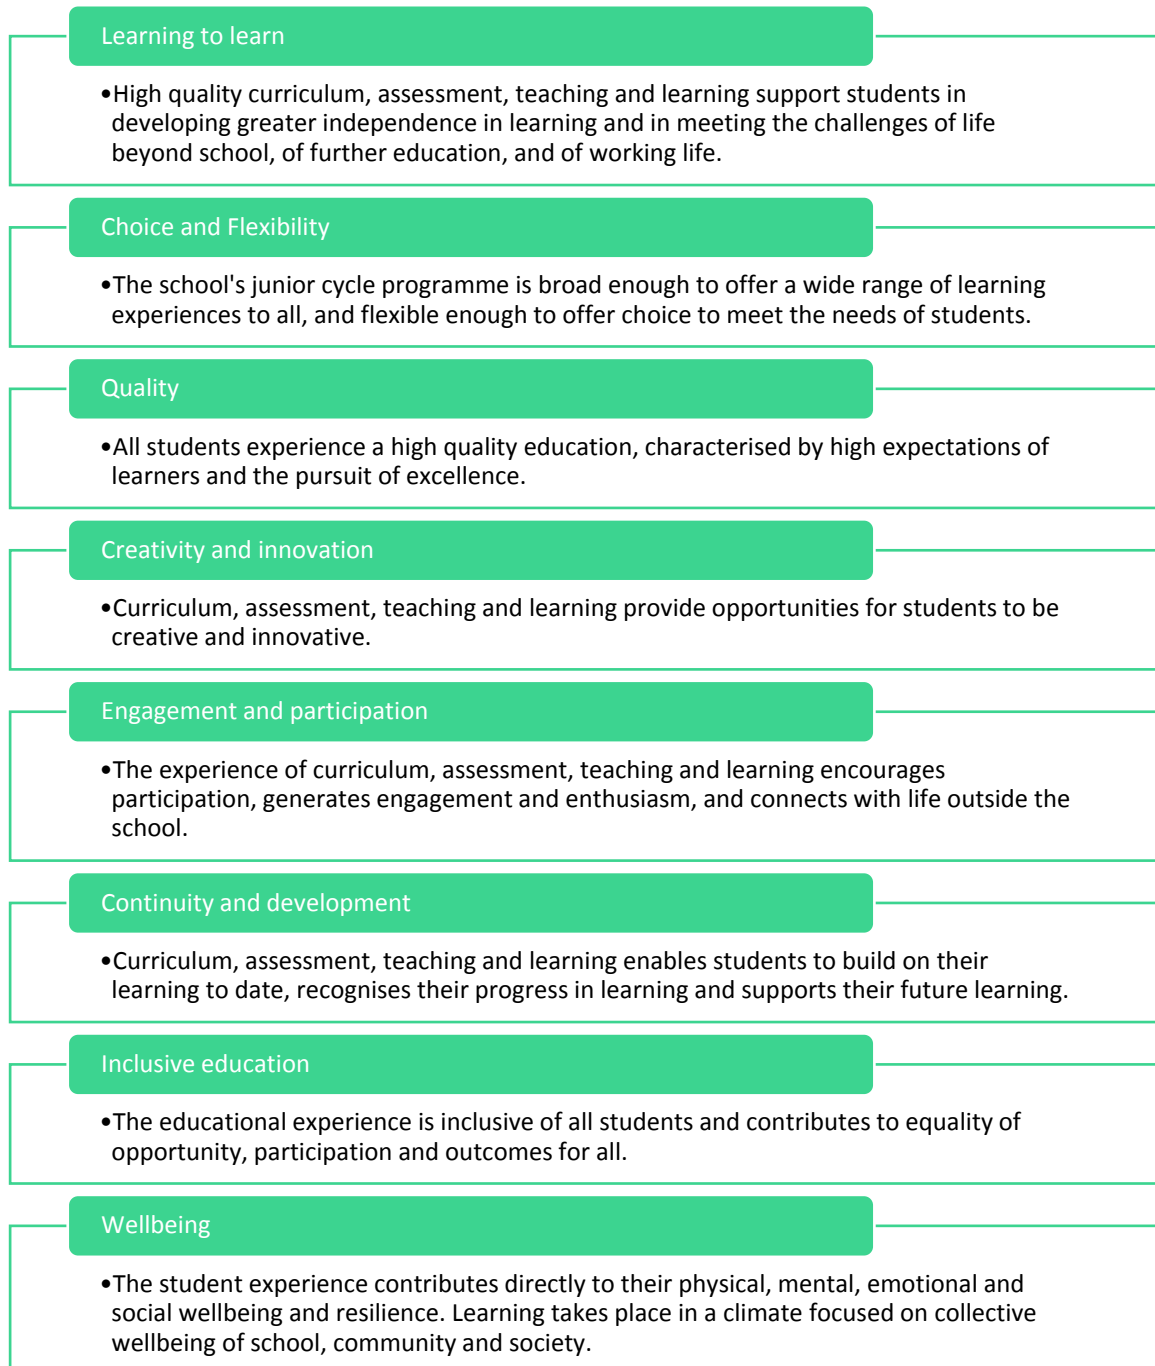 Learning to learn
•High quality curriculum, assessment, teaching and learning support students in
developing greater independence in learning and in meeting the challenges of life
beyond school, of further education, and of working life.
Choice and Flexibility
•The school's junior cycle programme is broad enough to offer a wide range of learning
experiences to all, and flexible enough to offer choice to meet the needs of students.
Quality
•All students experience a high quality education, characterised by high expectations of
learners and the pursuit of excellence.
Creativity and innovation
•Curriculum, assessment, teaching and learning provide opportunities for students to be
creative and innovative.
Engagement and participation
•The experience of curriculum, assessment, teaching and learning encourages
participation, generates engagement and enthusiasm, and connects with life outside the
school.
Continuity and development
•Curriculum, assessment, teaching and learning enables students to build on their
learning to date, recognises their progress in learning and supports their future learning.
Inclusive education
•The educational experience is inclusive of all students and contributes to equality of
opportunity, participation and outcomes for all.
Wellbeing
•The student experience contributes directly to their physical, mental, emotional and
social wellbeing and resilience. Learning takes place in a climate focused on collective
wellbeing of school, community and society.